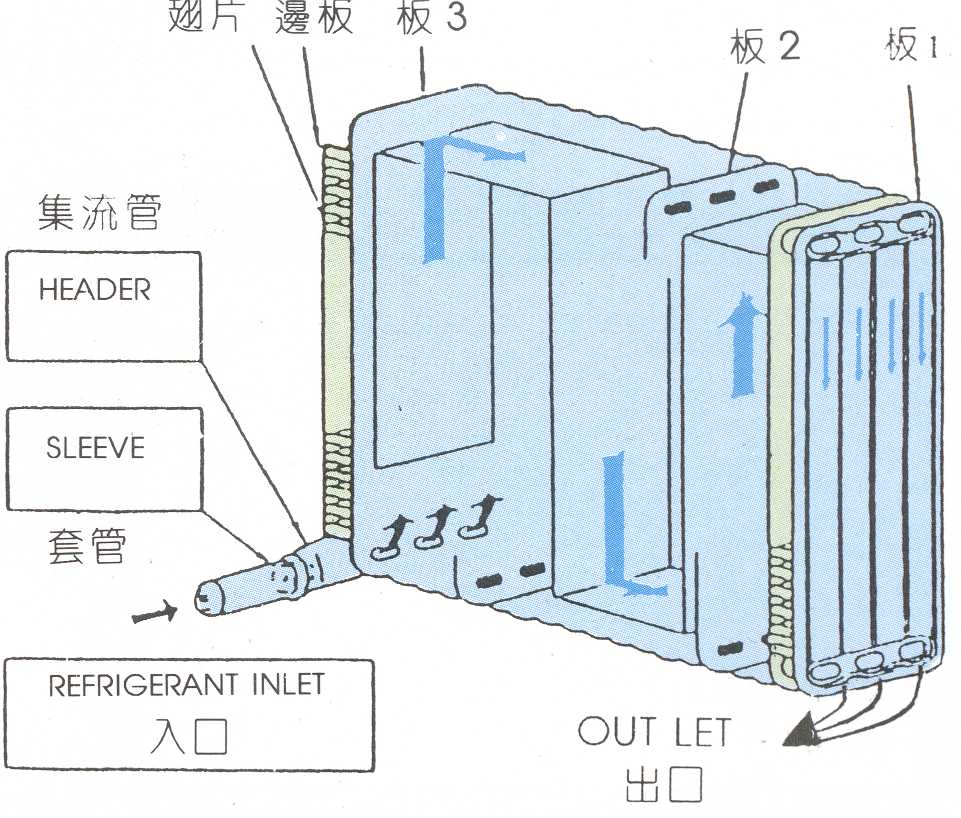 翅片 邊板 板3
板2 板1
集流管
HEADER
SLEEVE
套管
REFRIGERANT INLET
入口
OUT LET
出口